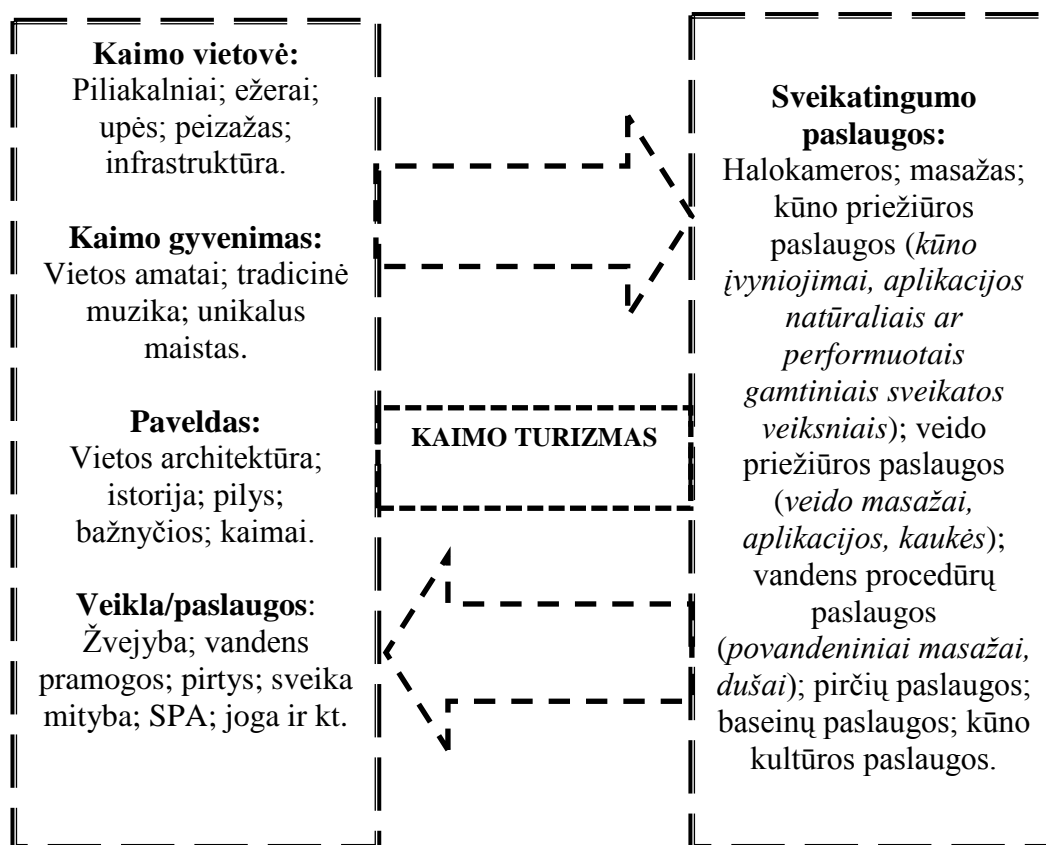 Kaimo vietovė:
Piliakalniai; ežerai;
upės; peizažas;
infrastruktūra.
Kaimo gyvenimas:
Vietos amatai; tradicinė
muzika; unikalus
maistas.
Paveldas:
Vietos architektūra;
istorija; pilys;
bažnyčios; kaimai.
Veikla/paslaugos:
Žvejyba; vandens
pramogos; pirtys; sveika
mityba; SPA; joga ir kt.
KAIMO TURIZMAS
Sveikatingumo
paslaugos:
Halokameros; masažas;
kūno priežiūros
paslaugos (kūno
įvyniojimai, aplikacijos
natūraliais ar
performuotais
gamtiniais sveikatos
veiksniais); veido
priežiūros paslaugos
(veido masažai,
aplikacijos, kaukės);
vandens procedūrų
paslaugos
(povandeniniai masažai,
dušai); pirčių paslaugos;
baseinų paslaugos; kūno
kultūros paslaugos.